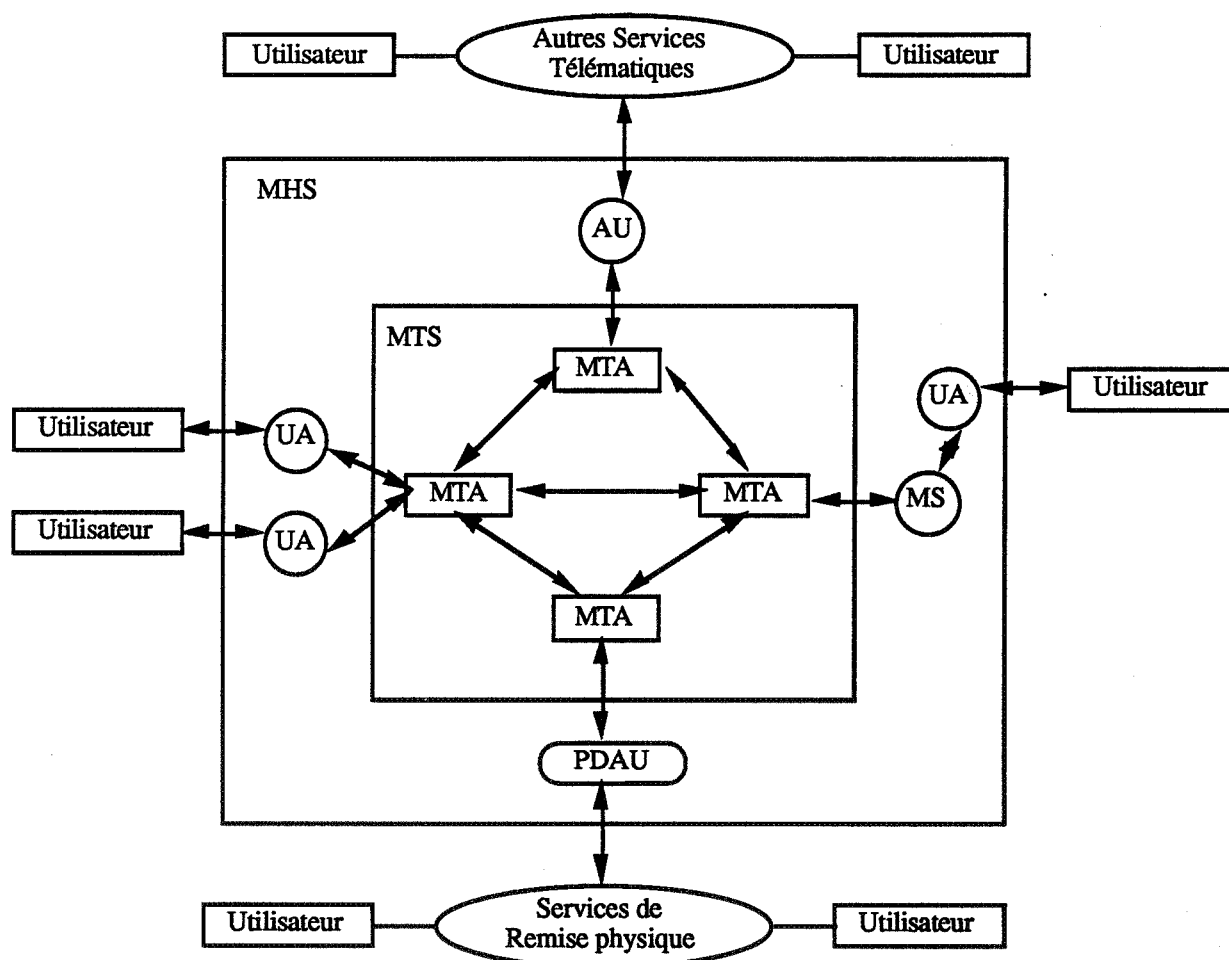 Utilisateur
Autres Services
Télématiques
Utilisateur
MHS
AU
MTS
MTA
UA
Utilisateur
Utilisateur
UA
MTA
MTA
MS
Utilisateur
UA
MTA
PDAU
Utilisateur
Services de
Remise physique
Utilisateur